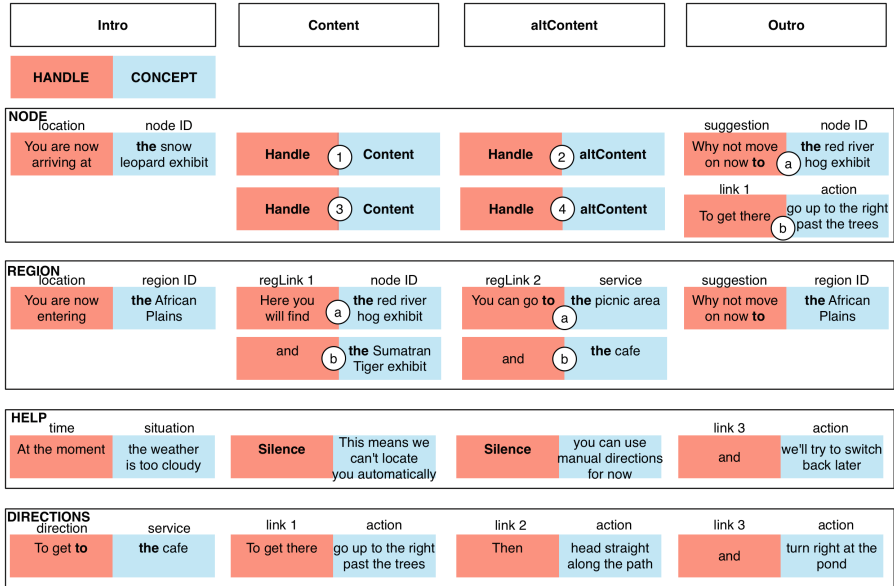 Intro
Content
altContent
Outro
HANDLE
CONCEPT
NODE
location
node ID
You are now
arriving at
the snow
leopard exhibit
Handle
1
Content
Handle
2
altContent
suggestion
node ID
Why not move
on now to
a
the red river
hog exhibit
Handle
3
Content
Handle
4
altContent
link 1
action
To get there
b
go up to the right
past the trees
REGION
location
region ID
You are now
entering
the African
Plains
regLink 1
node ID
Here you
will find
a
the red river
hog exhibit
regLink 2
service
You can go to
a
the picnic area
suggestion
region ID
Why not move
on now to
the African
Plains
and
b
the Sumatran
Tiger exhibit
and
b
the cafe
HELP
time
situation
At the moment
the weather
is too cloudy
Silence
This means we
can't locate
you automatically
Silence
you can use
manual directions
for now
link 3
action
and
we'll try to switch
back later
DIRECTIONS
direction
service
To get to
the cafe
link 1
action
To get there
go up to the right
past the trees
link 2
action
Then
head straight
along the path
link 3
action
and
turn right at the
pond